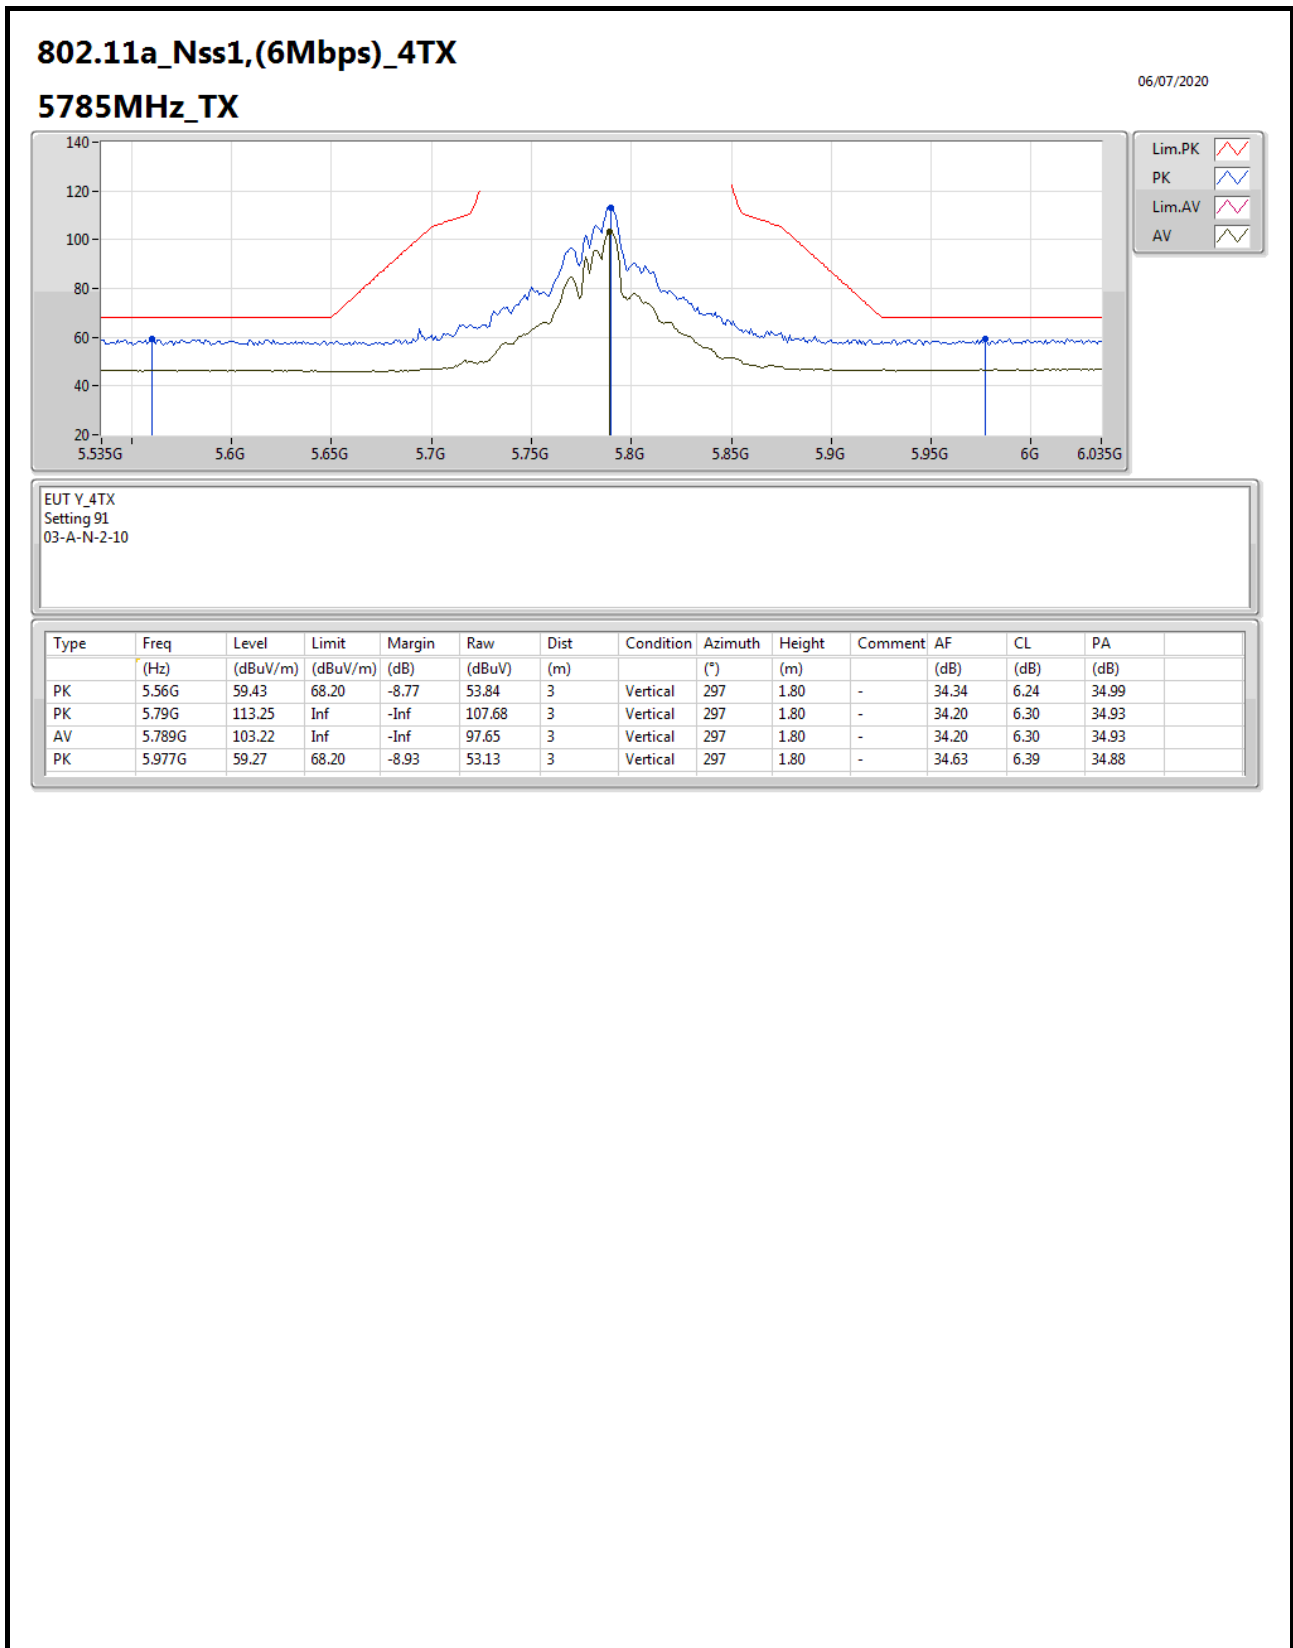 802.11a_Nss1,(6Mbps)_4TX
06/07/2020
5785MHz_TX
140
120
100
80
60
40
20
5.535G 5.6G 5.65G 5.7G 5.75G 5.8G 5.85G 5.9G 5.95G 6G 6.035G
Lim.PK
PK
Lim.AV
AV
EUT Y_4TX
Setting 91
03-A-N-2-10
Type Freq Level Limit Margin Raw Dist Condition Azimuth Height Comment AF CL PA
(Hz) (dBuV/m) (dBuV/m) (dB) (dBuV) (m) (°) (m) (dB) (dB) (dB)
PK 5.56G 59.43 68.20 -8.77 53.84 3 Vertical 297 1.80 - 34.34 6.24 34.99
PK 5.79G 113.25 Inf -Inf 107.68 3 Vertical 297 1.80 - 34.20 6.30 34.93
AV 5.789G 103.22 Inf -Inf 97.65 3 Vertical 297 1.80 - 34.20 6.30 34.93
PK 5.977G 59.27 68.20 -8.93 53.13 3 Vertical 297 1.80 - 34.63 6.39 34.88